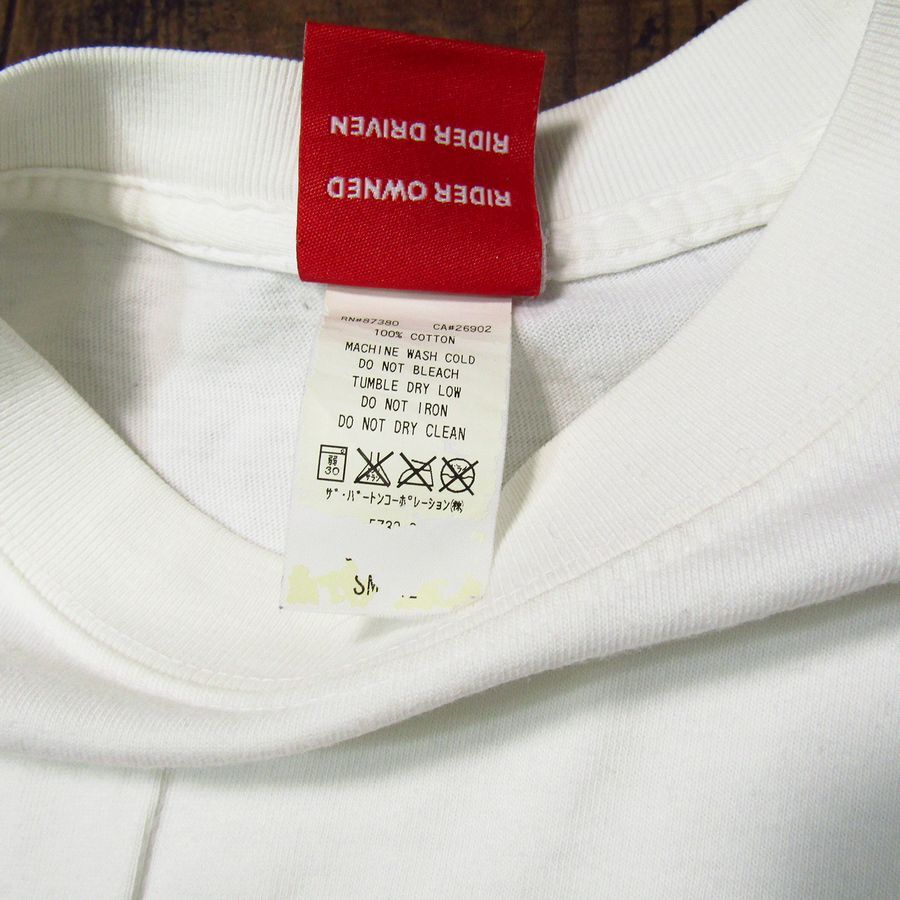 RIDER OWNED
RIDER DRIVEN
RN#87380 CA#26902
100% COTTON
MACHINE WASH COLD
DO NOT BLEACH
TUMBLE DRY LOW
DO NOT IRON
DO NOT DRY CLEAN
弱
30
ザ・バートンコーポレーション㈱